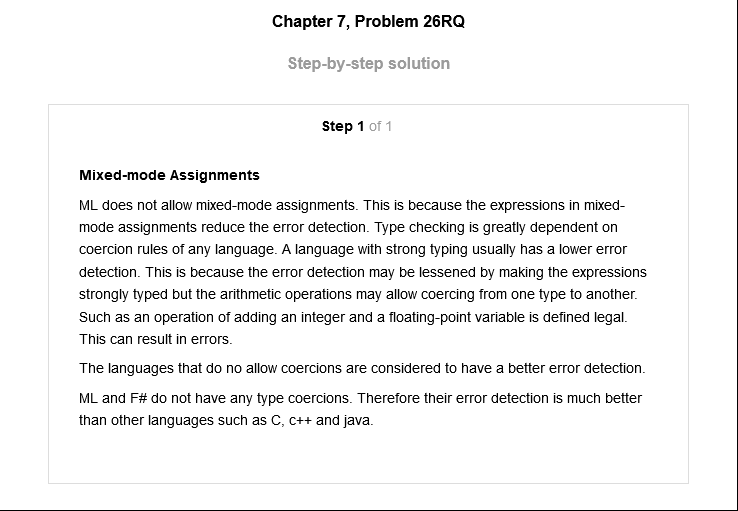 Chapter 7, Problem 26RQ
Step-by-step solution
Step 1 of 1
Mixed-mode Assignments
ML does not allow mixed-mode assignments. This is because the expressions in mixed-
mode assignments reduce the error detection. Type checking is greatly dependent on
coercion rules of any language. A language with strong typing usually has a lower error
detection. This is because the error detection may be lessened by making the expressions
strongly typed but the arithmetic operations may allow coercing from one type to another.
Such as an operation of adding an integer and a floating-point variable is defined legal.
This can result in errors.
The languages that do no allow coercions are considered to have a better error detection.
ML and F# do not have any type coercions. Therefore their error detection is much better
than other languages such as C, c++ and java.